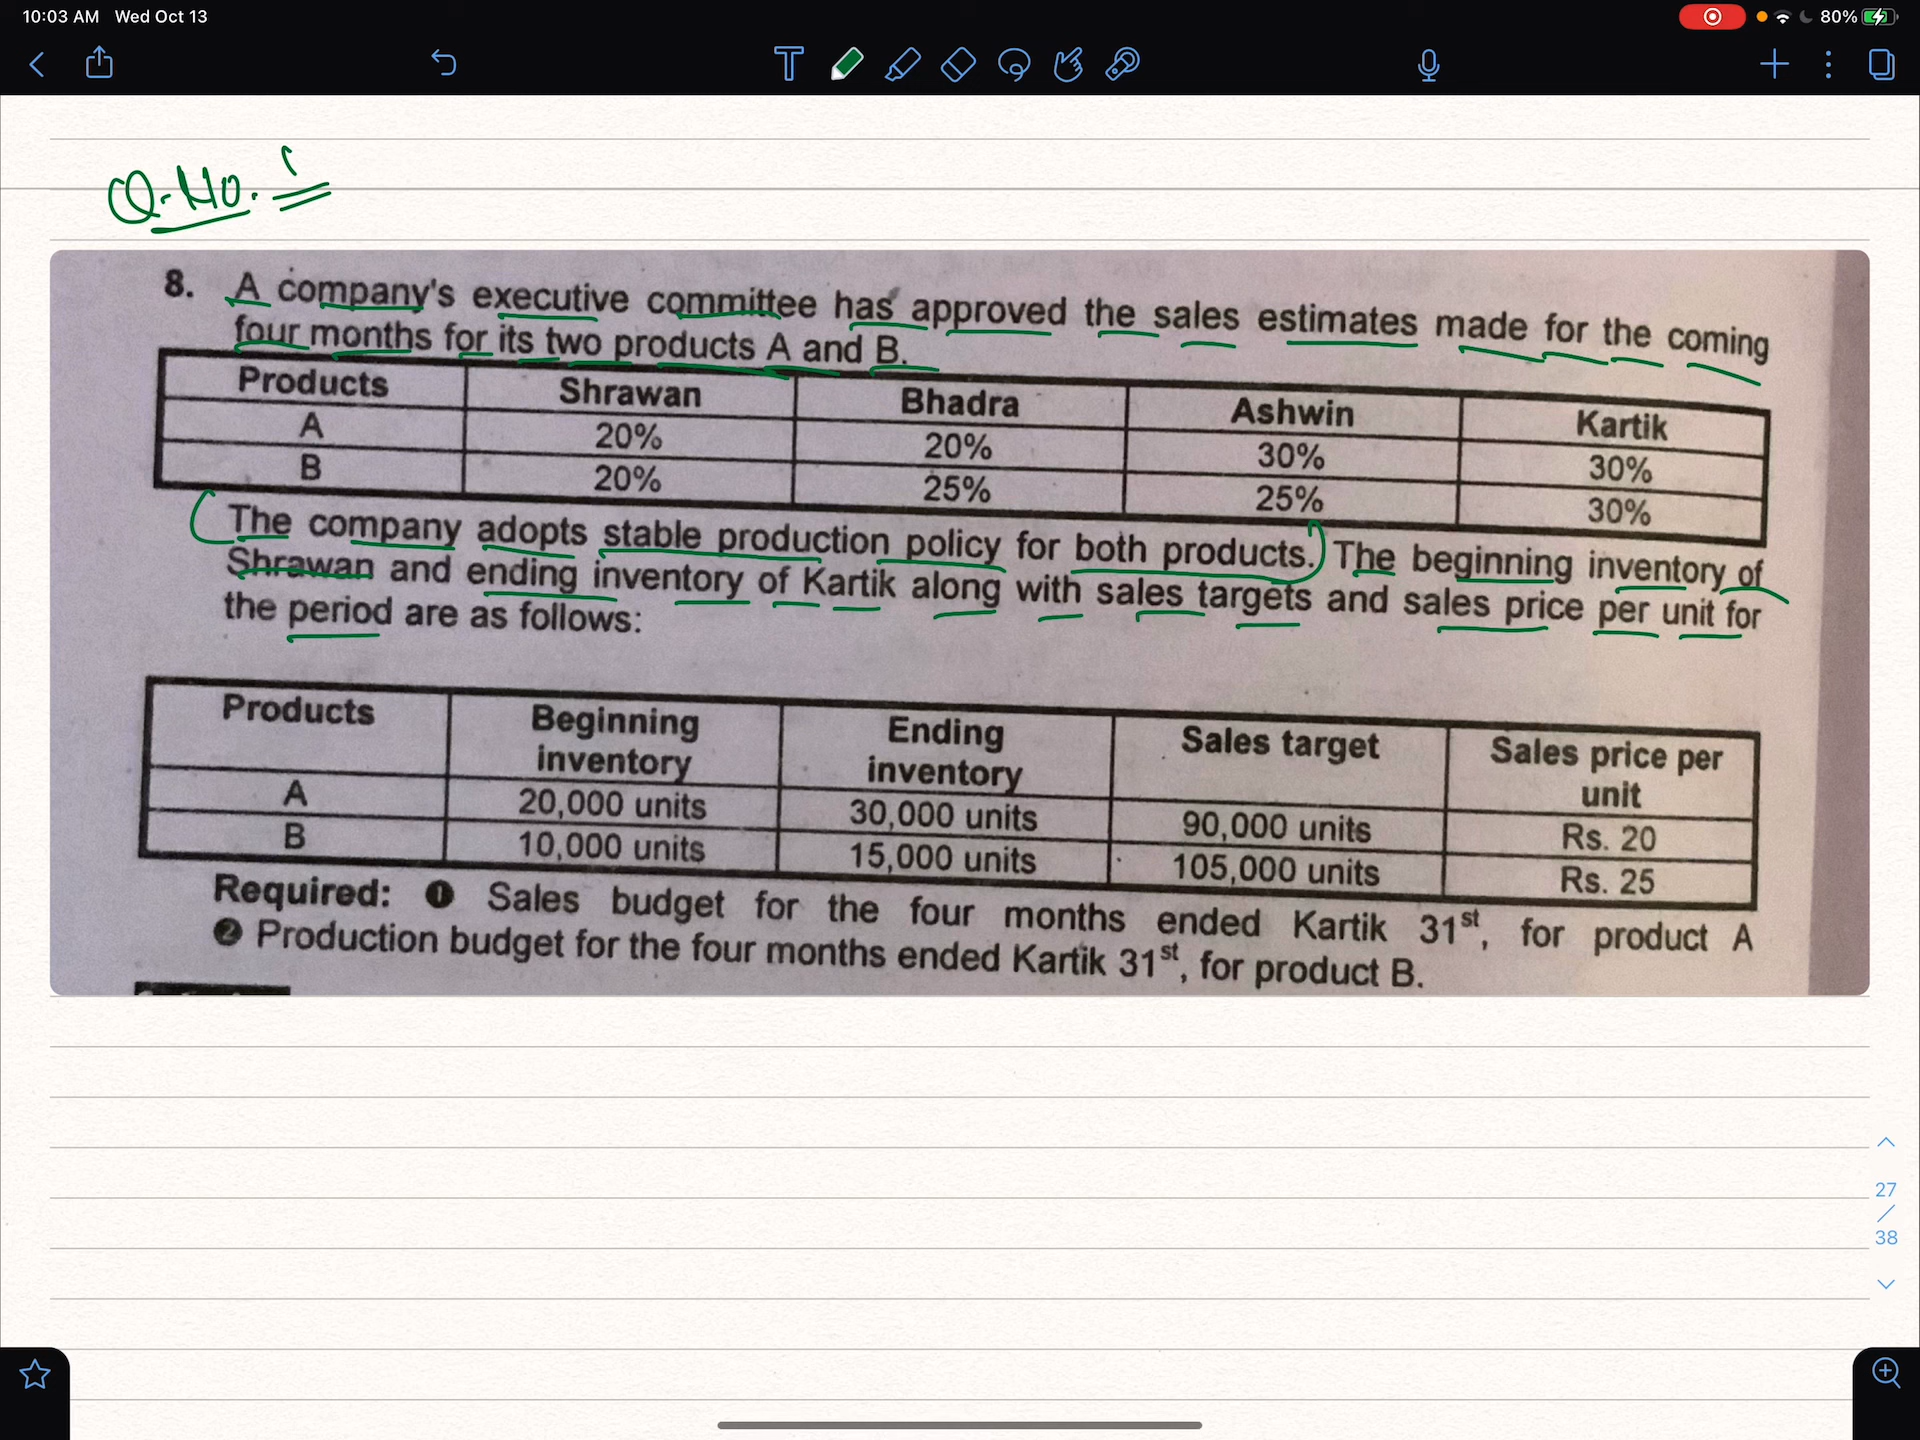 10:03 AM Wed Oct 13
80%
T
Q.No. 1
8. A company's executive committee has approved the sales estimates made for the coming
four months for its two products A and B.
Products Shrawan Bhadra Ashwin Kartik
A 20% 20% 30% 30%
B 20% 25% 25% 30%
The company adopts stable production policy for both products. The beginning inventory of
Shrawan and ending inventory of Kartik along with sales targets and sales price per unit for
the period are as follows:
Products Beginning inventory Ending inventory Sales target Sales price per unit
A 20,000 units 30,000 units 90,000 units Rs. 20
B 10,000 units 15,000 units 105,000 units Rs. 25
Required: ❶ Sales budget for the four months ended Kartik 31st, for product A
❷ Production budget for the four months ended Kartik 31st, for product B.
27
/
38